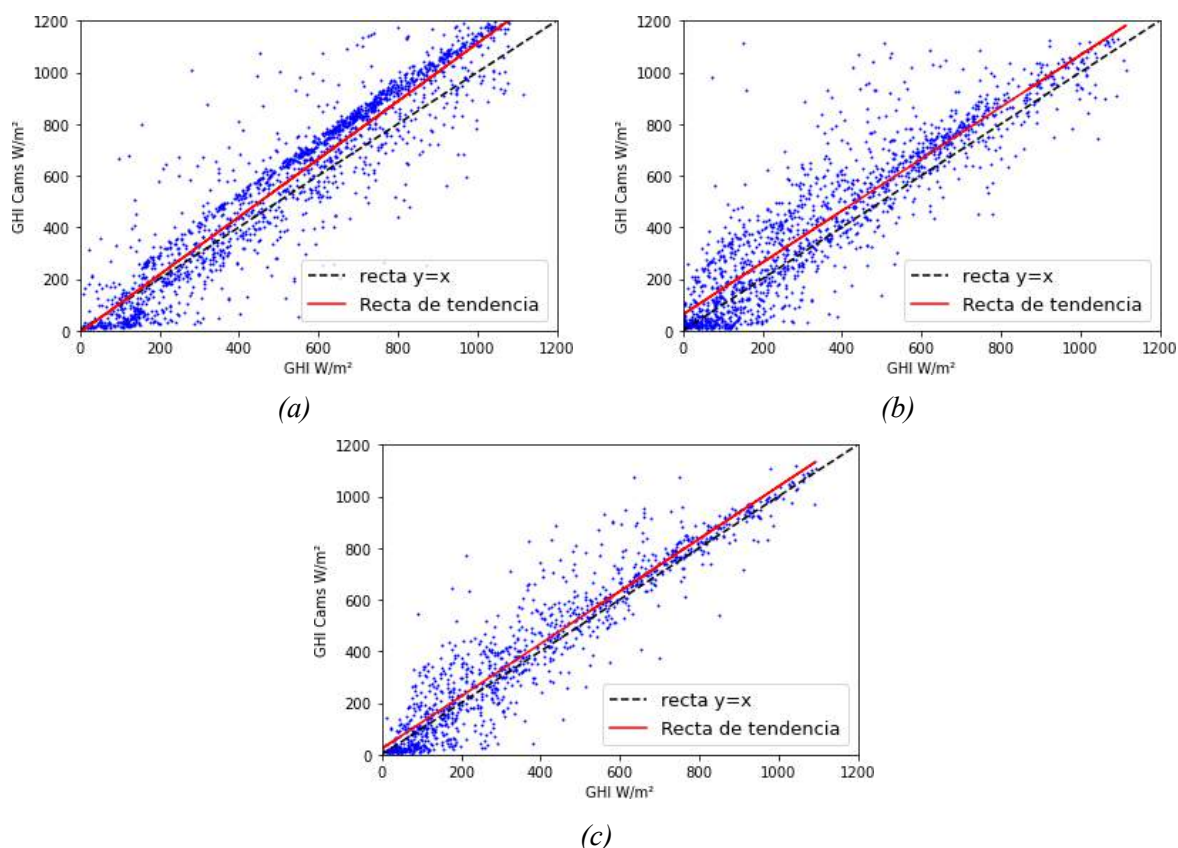 1200
1000
800
600
400
200
0
GHI Cams W/m²
recta y=x
Recta de tendencia
0 200 400 600 800 1000 1200
GHI W/m²
(a)
1200
1000
800
600
400
200
0
GHI Cams W/m²
recta y=x
Recta de tendencia
0 200 400 600 800 1000 1200
GHI W/m²
(b)
1200
1000
800
600
400
200
0
GHI Cams W/m²
recta y=x
Recta de tendencia
0 200 400 600 800 1000 1200
GHI W/m²
(c)